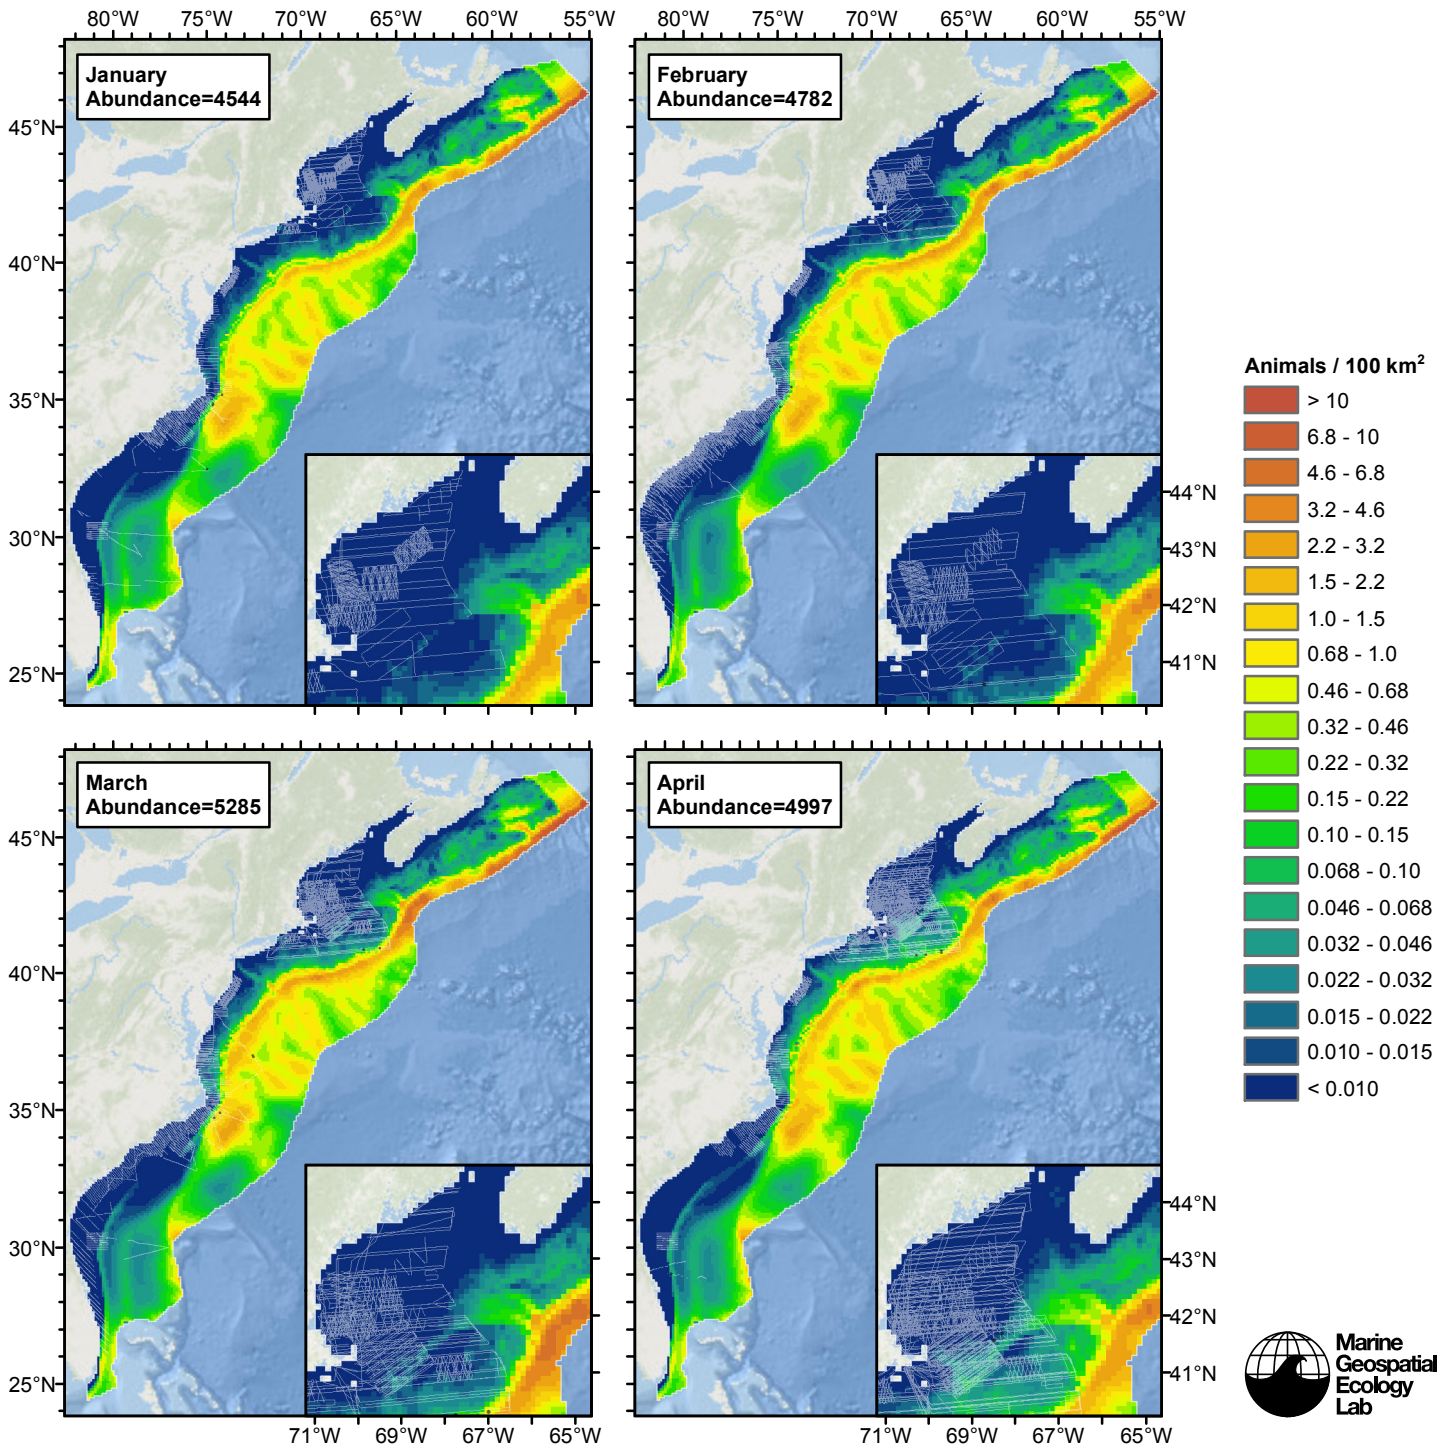 80°W 75°W 70°W 65°W 60°W 55°W
80°W 75°W 70°W 65°W 60°W 55°W
January
Abundance=4544
February
Abundance=4782
45°N
40°N
35°N
30°N
25°N
44°N
43°N
42°N
41°N
March
Abundance=5285
April
Abundance=4997
45°N
40°N
35°N
30°N
25°N
44°N
43°N
42°N
41°N
71°W 69°W 67°W 65°W
71°W 69°W 67°W 65°W
Animals / 100 km²
> 10
6.8 - 10
4.6 - 6.8
3.2 - 4.6
2.2 - 3.2
1.5 - 2.2
1.0 - 1.5
0.68 - 1.0
0.46 - 0.68
0.32 - 0.46
0.22 - 0.32
0.15 - 0.22
0.10 - 0.15
0.068 - 0.10
0.046 - 0.068
0.032 - 0.046
0.022 - 0.032
0.015 - 0.022
0.010 - 0.015
< 0.010
Marine
Geospatial
Ecology
Lab